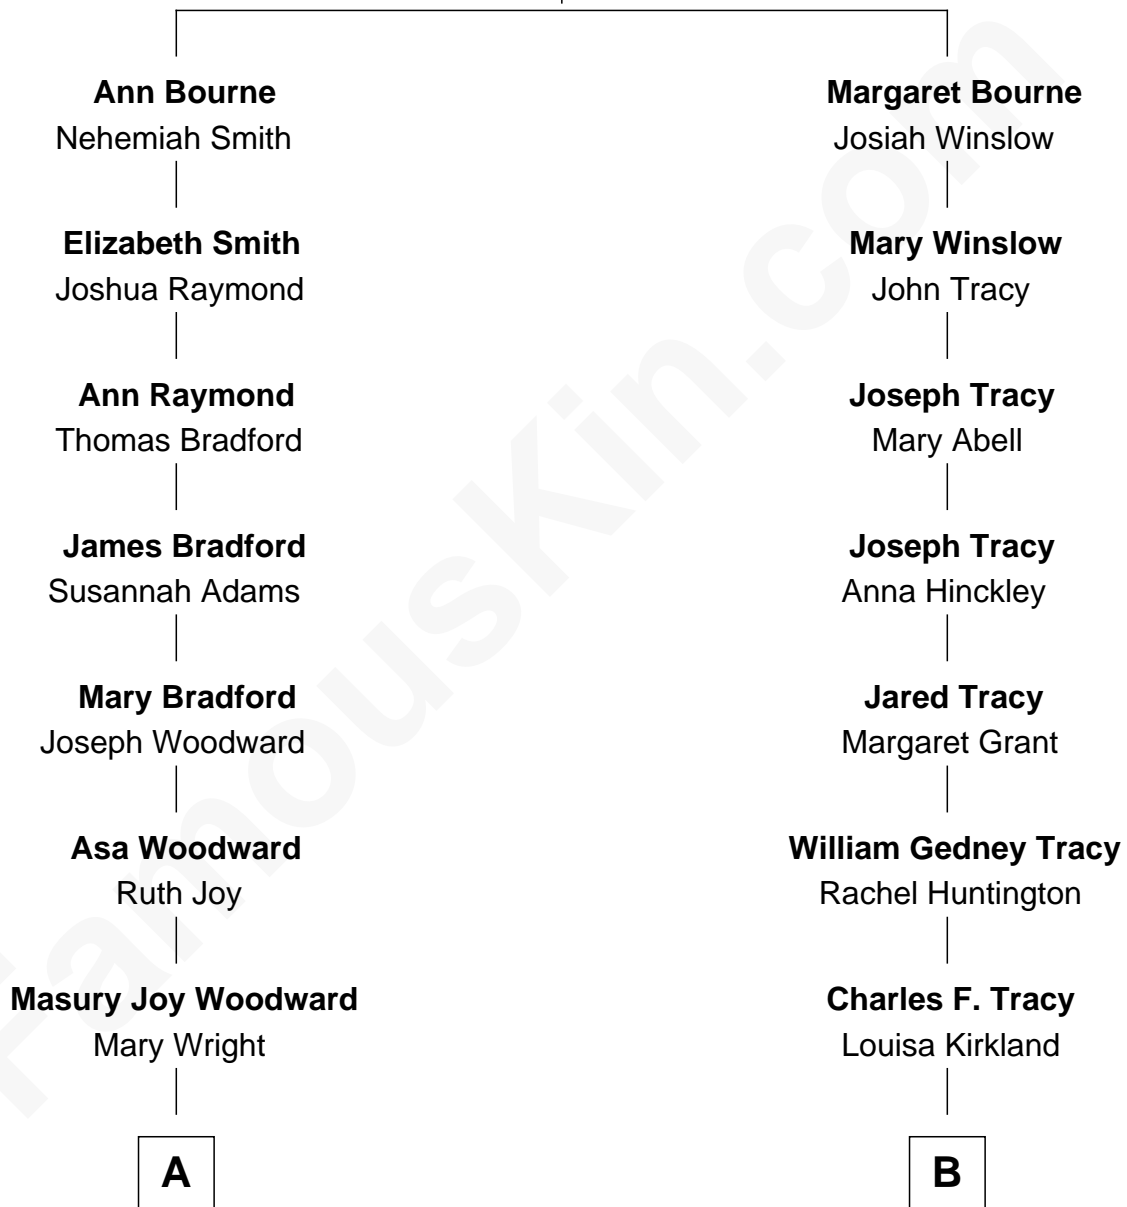 Ann Bourne
Nehemiah Smith
Elizabeth Smith
Joshua Raymond
Ann Raymond
Thomas Bradford
James Bradford
Susannah Adams
Mary Bradford
Joseph Woodward
Asa Woodward
Ruth Joy
Masury Joy Woodward
Mary Wright
A
Margaret Bourne
Josiah Winslow
Mary Winslow
John Tracy
Joseph Tracy
Mary Abell
Joseph Tracy
Anna Hinckley
Jared Tracy
Margaret Grant
William Gedney Tracy
Rachel Huntington
Charles F. Tracy
Louisa Kirkland
B
FamousKin.com